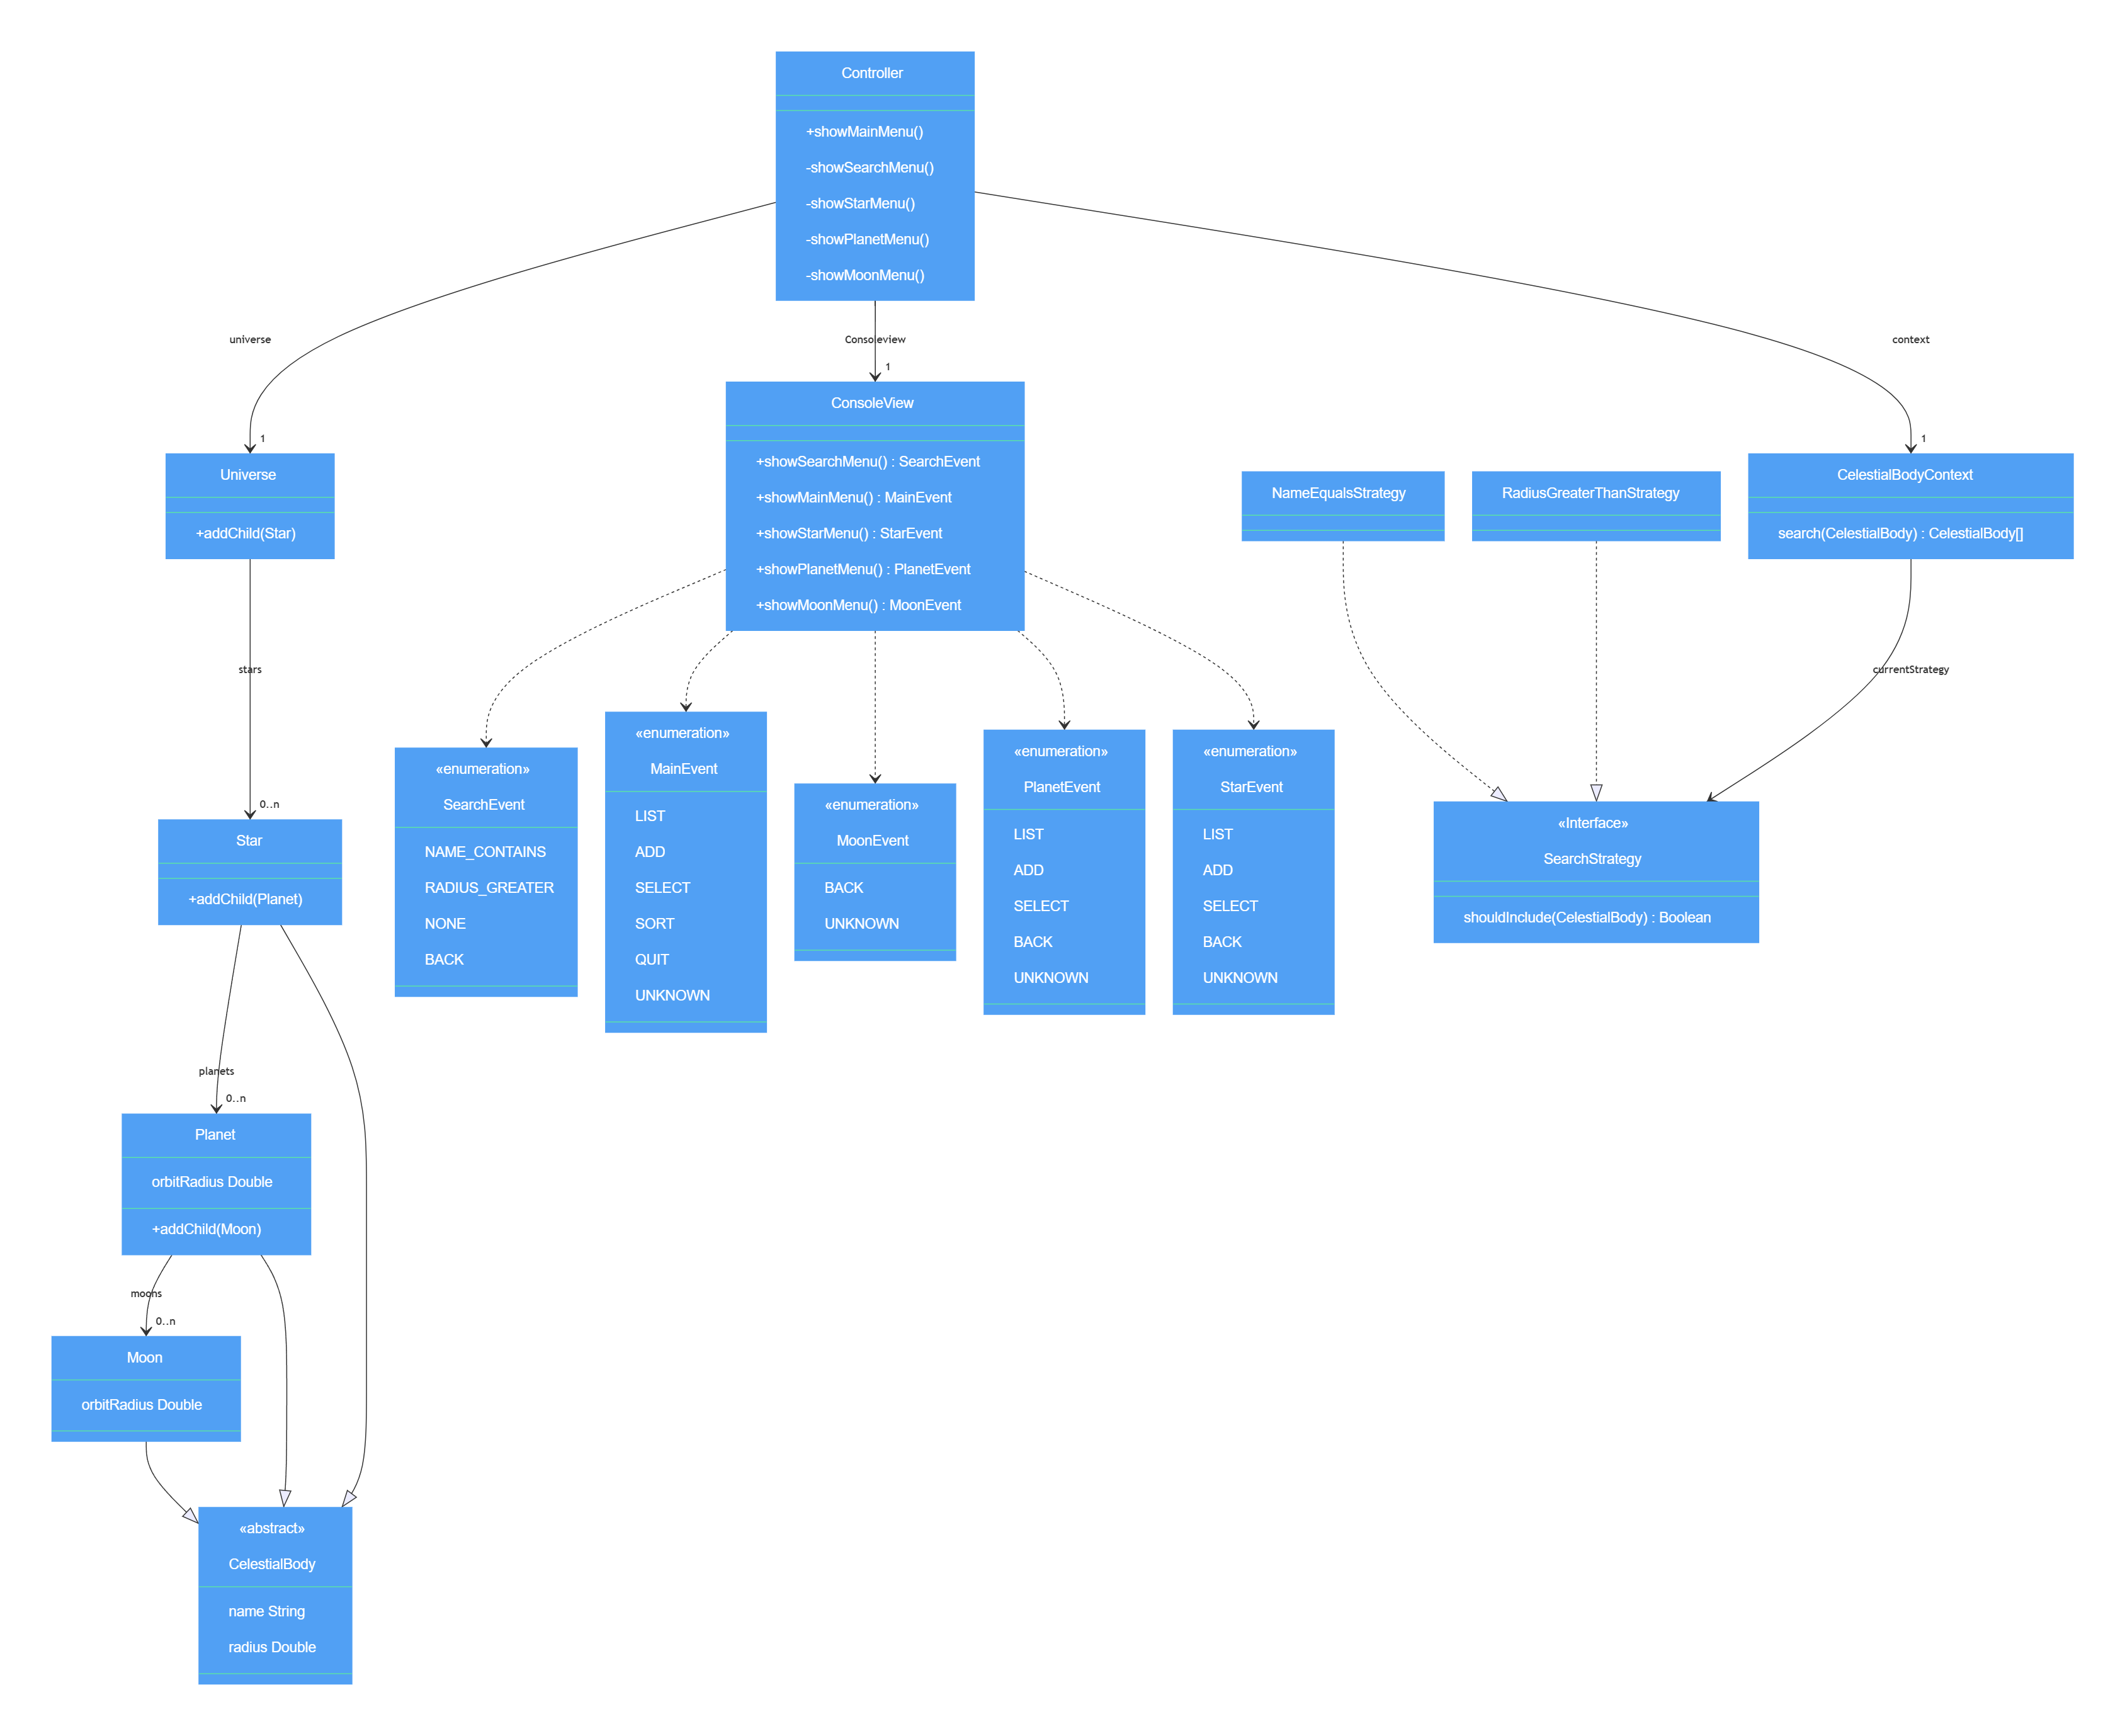 Controller
+showMainMenu()
-showSearchMenu()
-showStarMenu()
-showPlanetMenu()
-showMoonMenu()
universe
Consoleview
context
1
1
1
ConsoleView
+showSearchMenu() : SearchEvent
+showMainMenu() : MainEvent
+showStarMenu() : StarEvent
+showPlanetMenu() : PlanetEvent
+showMoonMenu() : MoonEvent
Universe
+addChild(Star)
NameEqualsStrategy
RadiusGreaterThanStrategy
CelestialBodyContext
search(CelestialBody) : CelestialBody[]
stars
currentStrategy
0..n
«enumeration»
SearchEvent
NAME_CONTAINS
RADIUS_GREATER
NONE
BACK
«enumeration»
MainEvent
LIST
ADD
SELECT
SORT
QUIT
UNKNOWN
«enumeration»
MoonEvent
BACK
UNKNOWN
«enumeration»
PlanetEvent
LIST
ADD
SELECT
BACK
UNKNOWN
«enumeration»
StarEvent
LIST
ADD
SELECT
BACK
UNKNOWN
«Interface»
SearchStrategy
shouldInclude(CelestialBody) : Boolean
Star
+addChild(Planet)
planets
0..n
Planet
orbitRadius Double
+addChild(Moon)
moons
0..n
Moon
orbitRadius Double
«abstract»
CelestialBody
name String
radius Double